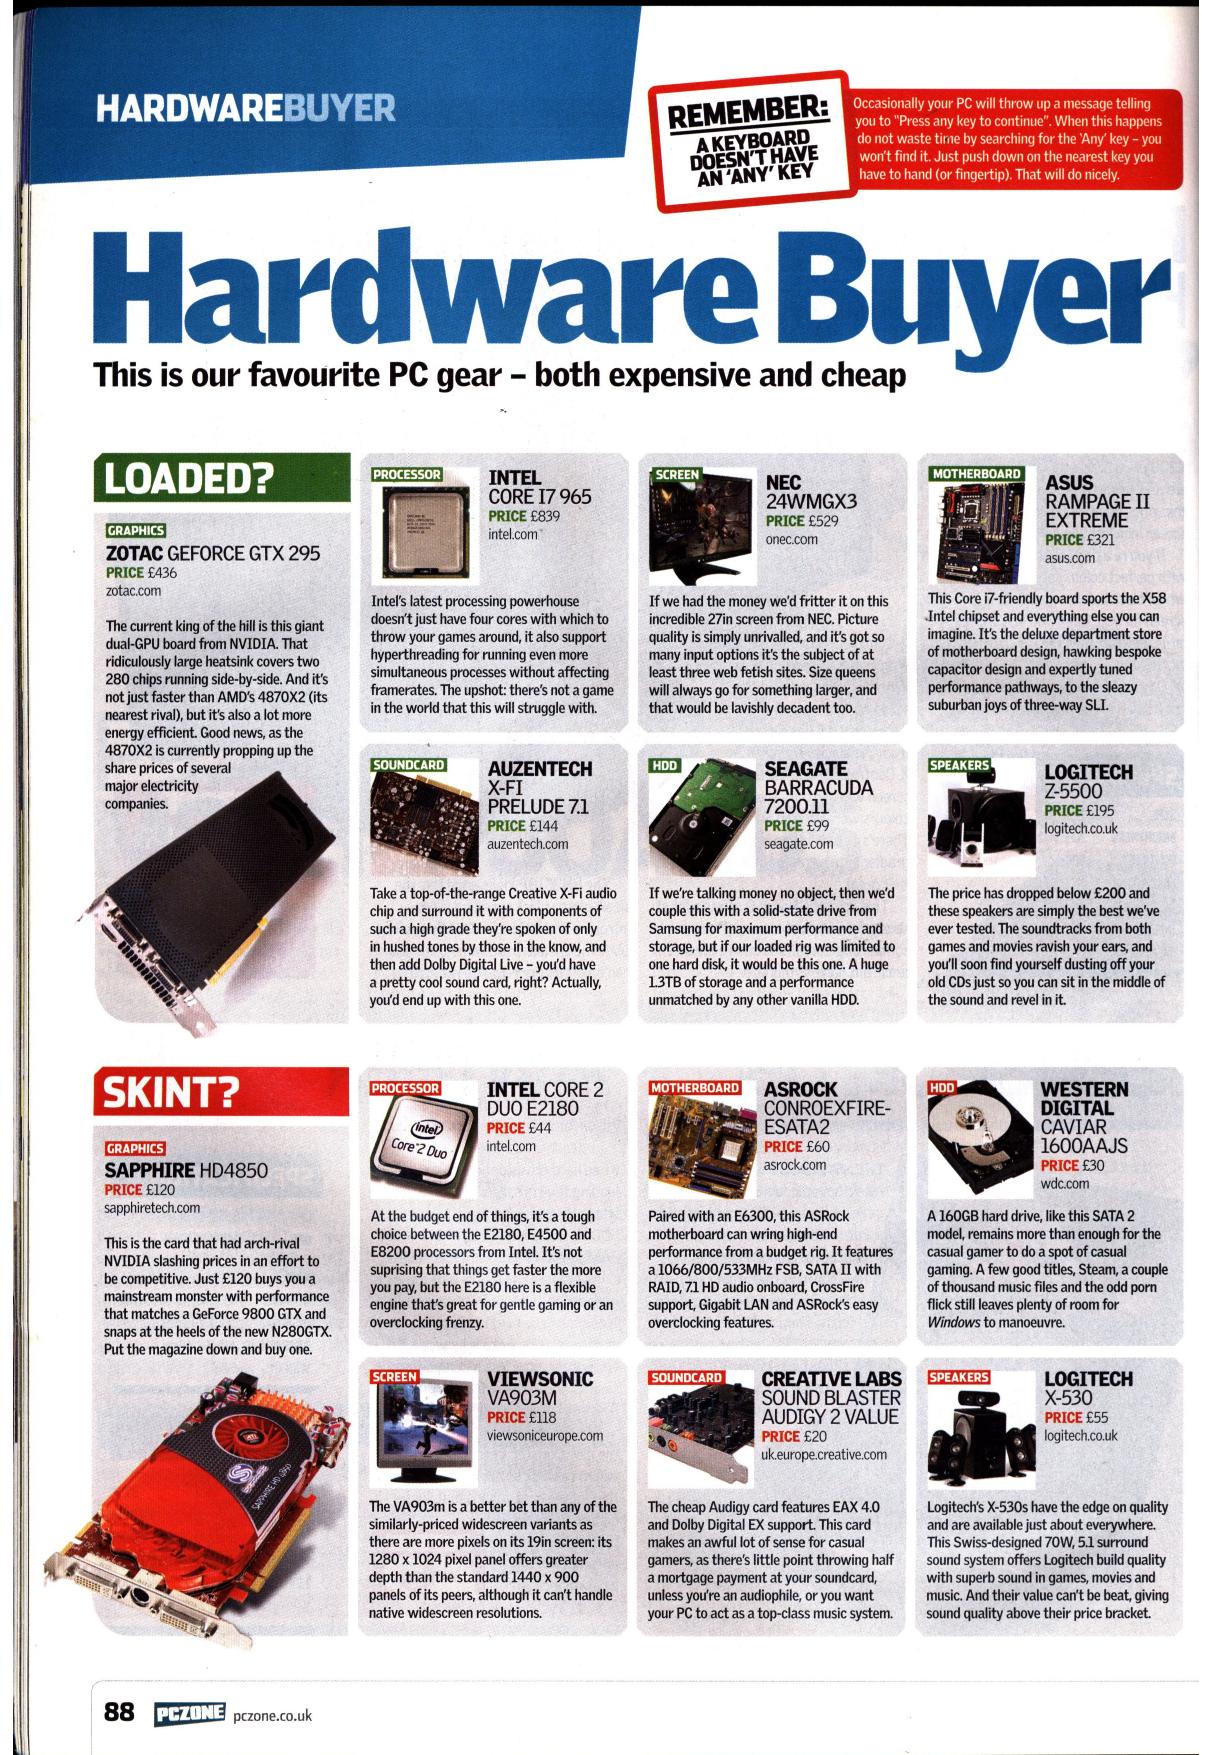 HARDWAREBUYER
REMEMBER:
A KEYBOARD
DOESN'T HAVE
AN 'ANY' KEY
Occasionally your PC will throw up a message telling
you to "Press any key to continue". When this happens
do not waste time by searching for the 'Any' key – you
won't find it. Just push down on the nearest key you
have to hand (or fingertip). That will do nicely.
Hardware Buyer
This is our favourite PC gear – both expensive and cheap
LOADED?
GRAPHICS
ZOTAC GEFORCE GTX 295
PRICE £436
zotac.com
The current king of the hill is this giant
dual-GPU board from NVIDIA. That
ridiculously large heatsink covers two
280 chips running side-by-side. And it's
not just faster than AMD's 4870X2 (its
nearest rival), but it's also a lot more
energy efficient. Good news, as the
4870X2 is currently propping up the
share prices of several
major electricity
companies.
PROCESSOR
INTEL
CORE I7 965
PRICE £839
intel.com
Intel's latest processing powerhouse
doesn't just have four cores with which to
throw your games around, it also support
hyperthreading for running even more
simultaneous processes without affecting
framerates. The upshot: there's not a game
in the world that this will struggle with.
SCREEN
NEC
24WMGX3
PRICE £529
onec.com
If we had the money we'd fritter it on this
incredible 27in screen from NEC. Picture
quality is simply unrivalled, and it's got so
many input options it's the subject of at
least three web fetish sites. Size queens
will always go for something larger, and
that would be lavishly decadent too.
MOTHERBOARD
ASUS
RAMPAGE II
EXTREME
PRICE £321
asus.com
This Core i7-friendly board sports the X58
Intel chipset and everything else you can
imagine. It's the deluxe department store
of motherboard design, hawking bespoke
capacitor design and expertly tuned
performance pathways, to the sleazy
suburban joys of three-way SLI.
SOUNDCARD
AUZENTECH
X-FI
PRELUDE 7.1
PRICE £144
auzentech.com
Take a top-of-the-range Creative X-Fi audio
chip and surround it with components of
such a high grade they're spoken of only
in hushed tones by those in the know, and
then add Dolby Digital Live – you'd have
a pretty cool sound card, right? Actually,
you'd end up with this one.
HDD
SEAGATE
BARRACUDA
7200.11
PRICE £99
seagate.com
If we're talking money no object, then we'd
couple this with a solid-state drive from
Samsung for maximum performance and
storage, but if our loaded rig was limited to
one hard disk, it would be this one. A huge
1.3TB of storage and a performance
unmatched by any other vanilla HDD.
SPEAKERS
LOGITECH
Z-5500
PRICE £195
logitech.co.uk
The price has dropped below £200 and
these speakers are simply the best we've
ever tested. The soundtracks from both
games and movies ravish your ears, and
you'll soon find yourself dusting off your
old CDs just so you can sit in the middle of
the sound and revel in it.
SKINT?
GRAPHICS
SAPPHIRE HD4850
PRICE £120
sapphiretech.com
This is the card that had arch-rival
NVIDIA slashing prices in an effort to
be competitive. Just £120 buys you a
mainstream monster with performance
that matches a GeForce 9800 GTX and
snaps at the heels of the new N280GTX.
Put the magazine down and buy one.
SAPPHIRE HD 4850
PROCESSOR
intel
Core 2 Duo
INTEL CORE 2
DUO E2180
PRICE £44
intel.com
At the budget end of things, it's a tough
choice between the E2180, E4500 and
E8200 processors from Intel. It's not
suprising that things get faster the more
you pay, but the E2180 here is a flexible
engine that's great for gentle gaming or an
overclocking frenzy.
MOTHERBOARD
ASROCK
CONROEXFIRE-
ESATA2
PRICE £60
asrock.com
Paired with an E6300, this ASRock
motherboard can wring high-end
performance from a budget rig. It features
a 1066/800/533MHz FSB, SATA II with
RAID, 7.1 HD audio onboard, CrossFire
support, Gigabit LAN and ASRock's easy
overclocking features.
HDD
WESTERN
DIGITAL
CAVIAR
1600AAJS
PRICE £30
wdc.com
A 160GB hard drive, like this SATA 2
model, remains more than enough for the
casual gamer to do a spot of casual
gaming. A few good titles, Steam, a couple
of thousand music files and the odd porn
flick still leaves plenty of room for
Windows to manoeuvre.
SCREEN
VIEWSONIC
VA903M
PRICE £118
viewsoniceurope.com
The VA903m is a better bet than any of the
similarly-priced widescreen variants as
there are more pixels on its 19in screen: its
1280 x 1024 pixel panel offers greater
depth than the standard 1440 x 900
panels of its peers, although it can't handle
native widescreen resolutions.
SOUNDCARD
CREATIVE LABS
SOUND BLASTER
AUDIGY 2 VALUE
PRICE £20
uk.europe.creative.com
The cheap Audigy card features EAX 4.0
and Dolby Digital EX support. This card
makes an awful lot of sense for casual
gamers, as there's little point throwing half
a mortgage payment at your soundcard,
unless you're an audiophile, or you want
your PC to act as a top-class music system.
SPEAKERS
LOGITECH
X-530
PRICE £55
logitech.co.uk
Logitech's X-530s have the edge on quality
and are available just about everywhere.
This Swiss-designed 70W, 5.1 surround
sound system offers Logitech build quality
with superb sound in games, movies and
music. And their value can't be beat, giving
sound quality above their price bracket.
88 PCZONE pczone.co.uk